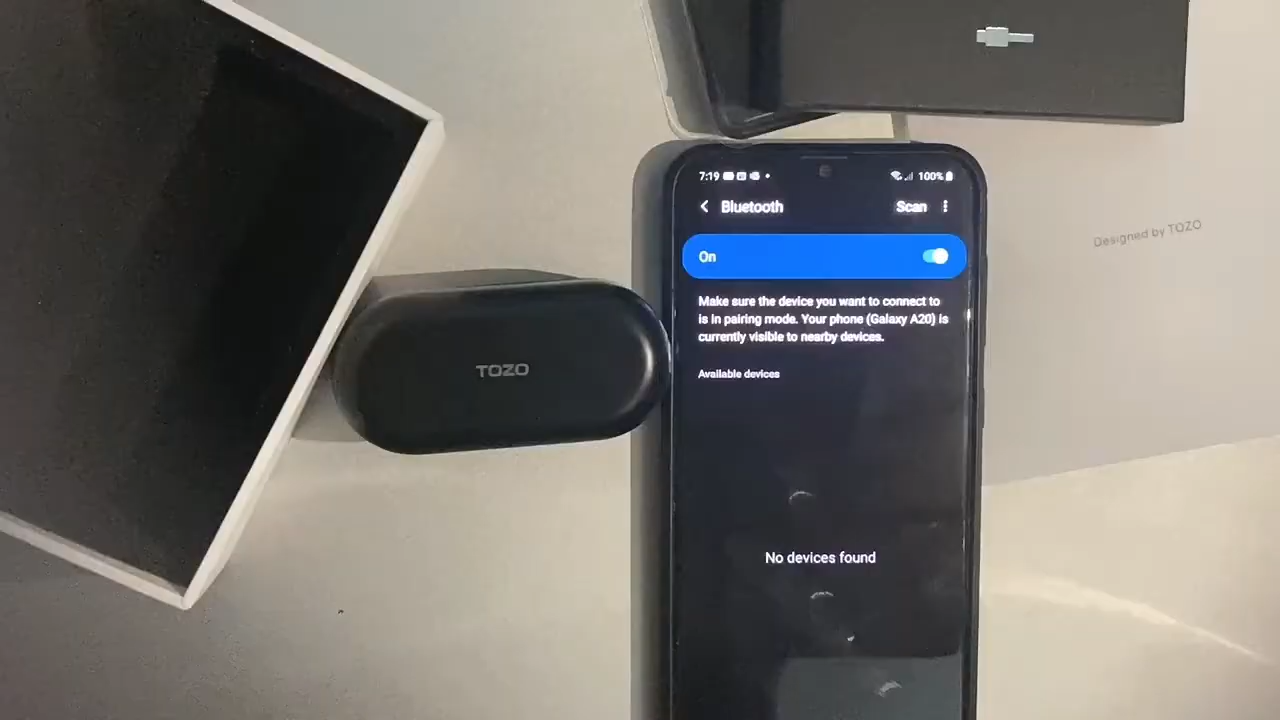 Designed by TOZO
TOZO
7:19
100%
Bluetooth
Scan
On
Make sure the device you want to connect to
is in pairing mode. Your phone (Galaxy A20) is
currently visible to nearby devices.
Available devices
No devices found